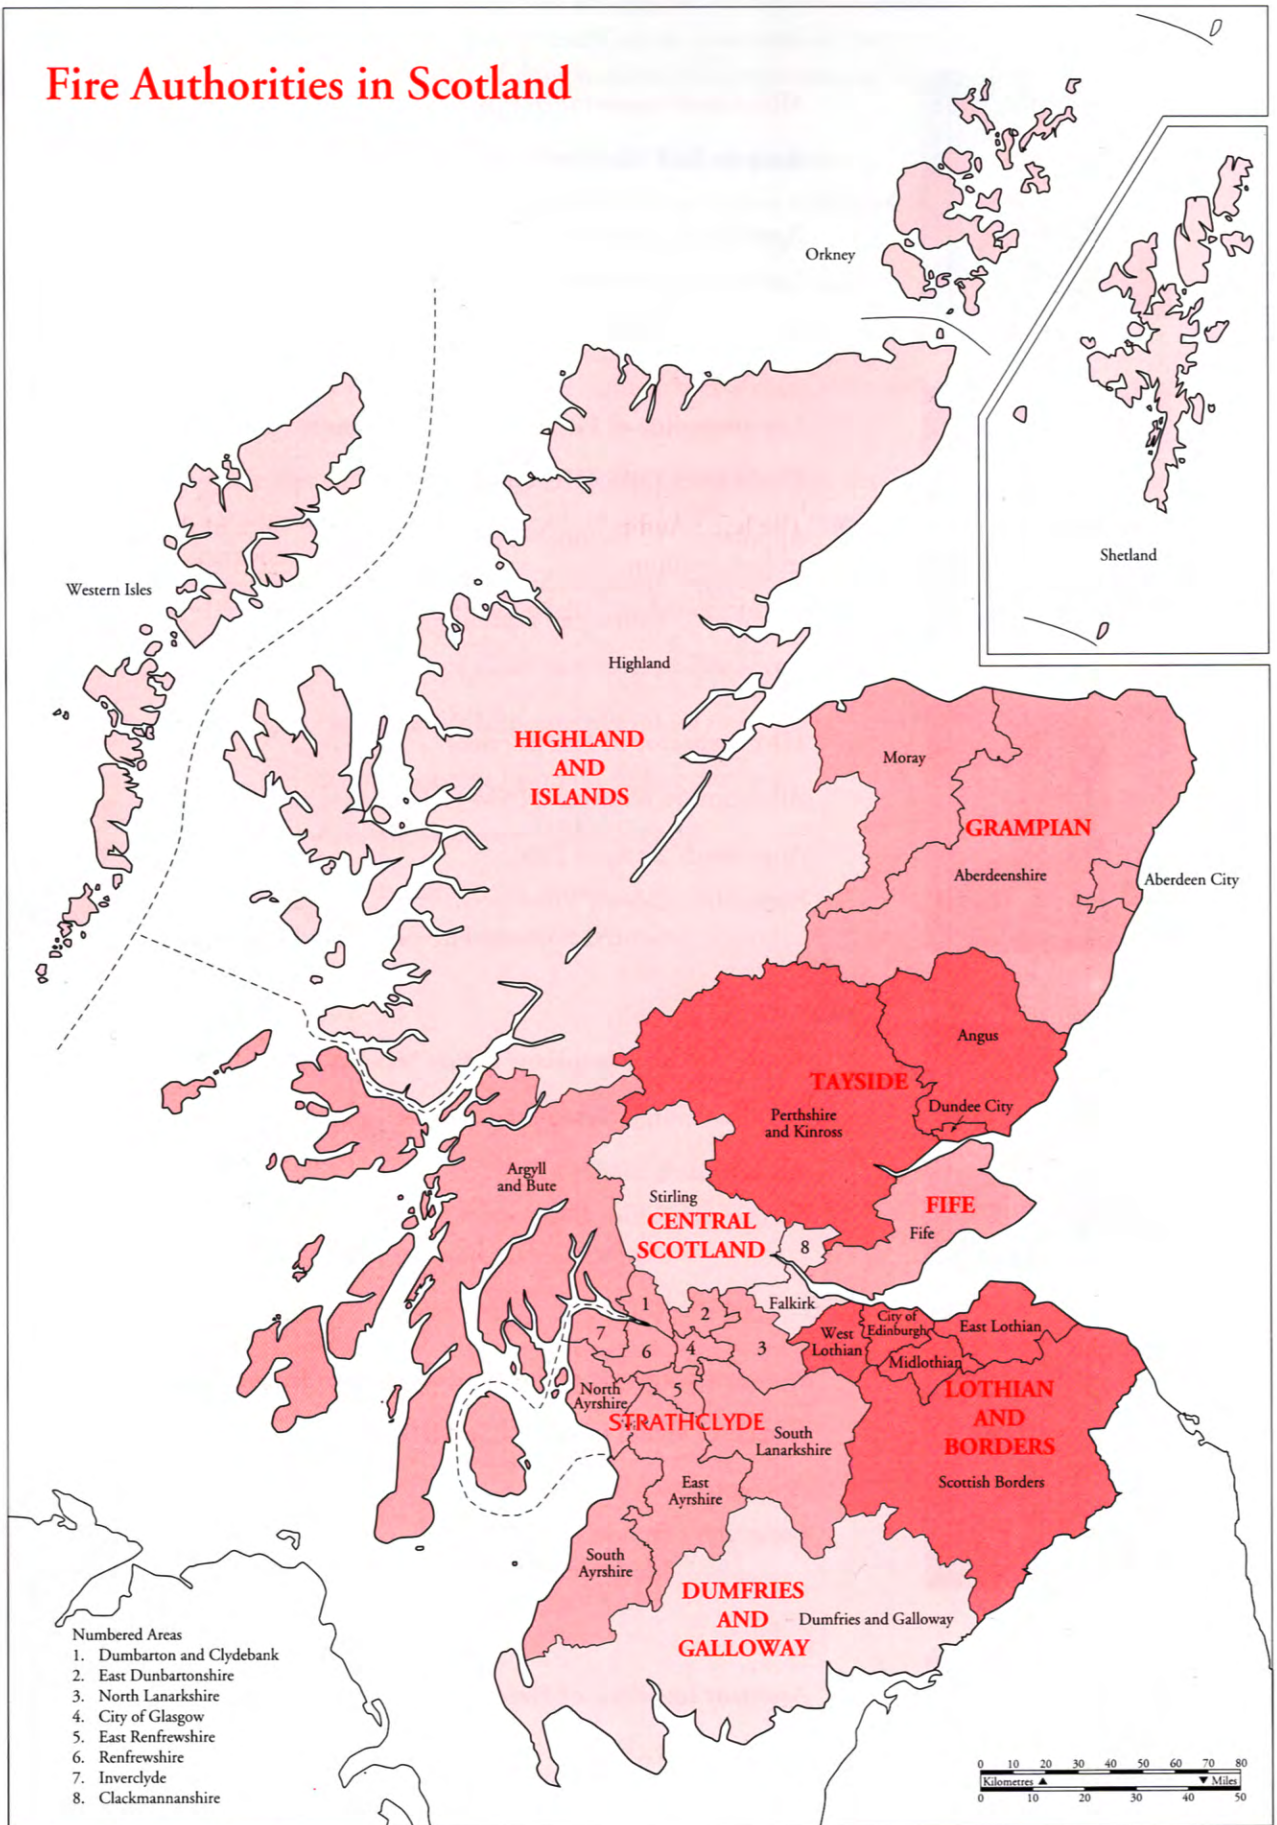 Fire Authorities in Scotland
Orkney
Shetland
Western Isles
Highland
HIGHLAND
AND
ISLANDS
Moray
GRAMPIAN
Aberdeenshire
Aberdeen City
Angus
TAYSIDE
Dundee City
Perthshire
and Kinross
Argyll
and Bute
Stirling
CENTRAL
SCOTLAND
8
FIFE
Fife
Falkirk
1
2
3
4
5
6
7
West
Lothian
City of
Edinburgh
East Lothian
Midlothian
LOTHIAN
AND
BORDERS
Scottish Borders
North
Ayrshire
STRATHCLYDE
South
Lanarkshire
East
Ayrshire
South
Ayrshire
DUMFRIES
AND
GALLOWAY
Dumfries and Galloway
Numbered Areas
1. Dumbarton and Clydebank
2. East Dunbartonshire
3. North Lanarkshire
4. City of Glasgow
5. East Renfrewshire
6. Renfrewshire
7. Inverclyde
8. Clackmannanshire
0 10 20 30 40 50 60 70 80
Kilometres Miles
0 10 20 30 40 50